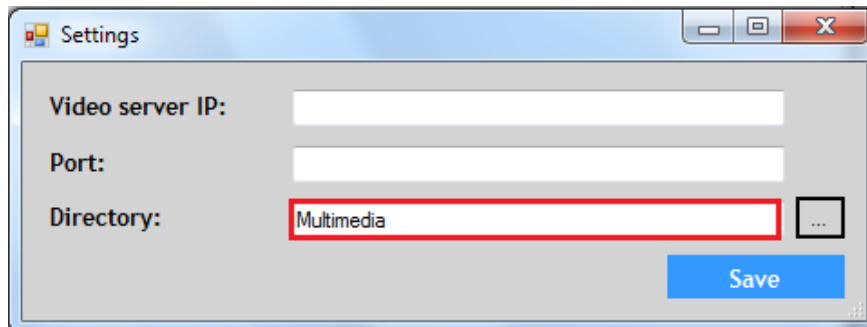 Settings
Video server IP:
Port:
Directory: Multimedia ...
Save